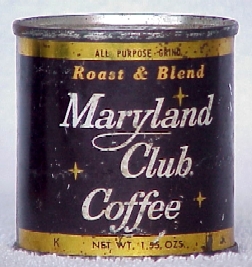 ALL PURPOSE GRIND
Roast & Blend
Maryland
Club
Coffee
K NET WT. 1.95 OZS.